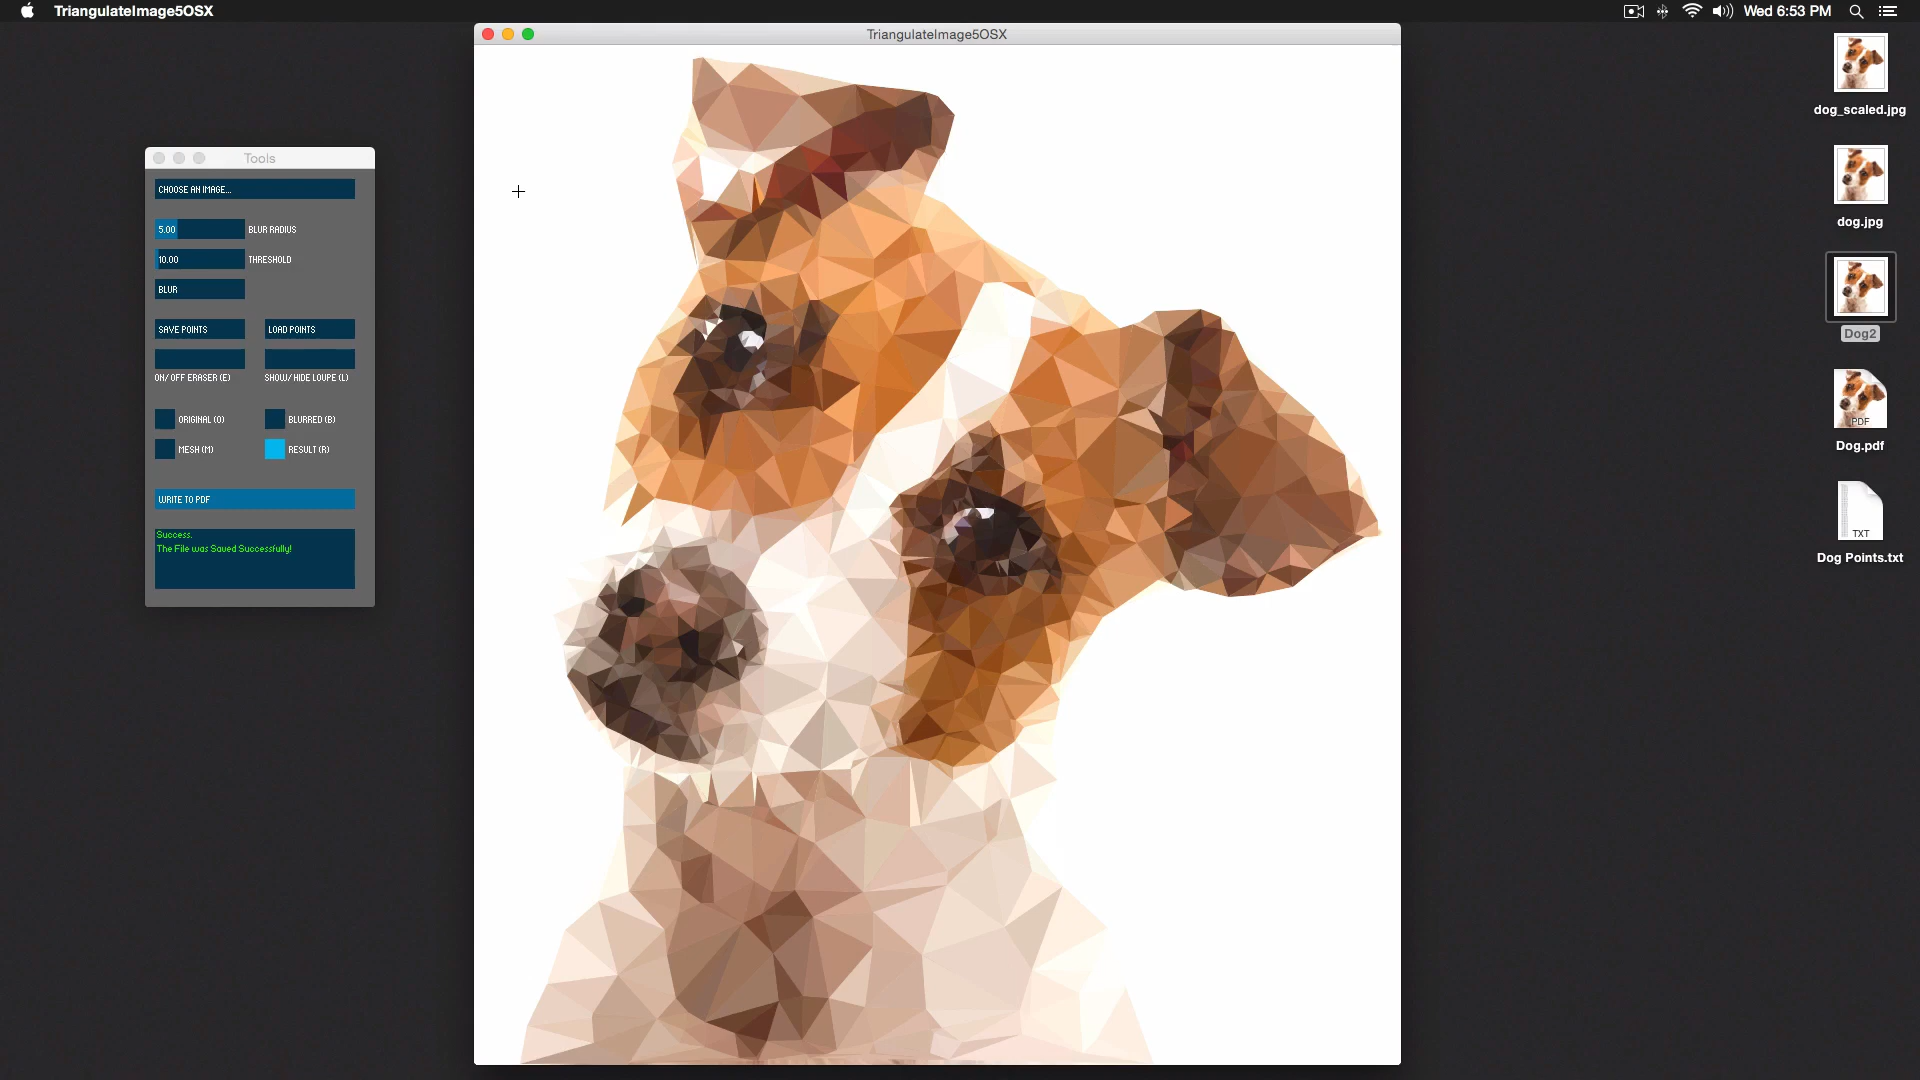 TriangulateImage5OSX
Wed 6:53 PM
TriangulateImage5OSX
Tools
CHOOSE AN IMAGE...
5.00 BLUR RADIUS
10.00 THRESHOLD
BLUR
SAVE POINTS LOAD POINTS
ON/OFF ERASER (E) SHOW/HIDE LOUPE (L)
ORIGINAL (O) BLURRED (B)
MESH (M) RESULT (R)
WRITE TO PDF
Success.
The File was Saved Successfully!
dog_scaled.jpg
dog.jpg
Dog2
PDF
Dog.pdf
TXT
Dog Points.txt